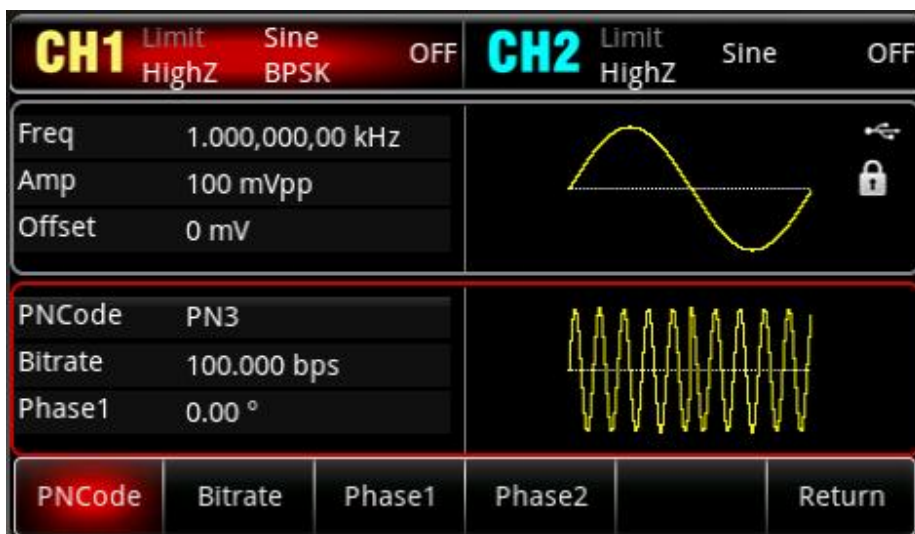 CH1 Limit Sine OFF CH2 Limit Sine OFF
HighZ BPSK HighZ
Freq 1.000,000,00 kHz
Amp 100 mVpp
Offset 0 mV
PNCode PN3
Bitrate 100.000 bps
Phase1 0.00 °
PNCode Bitrate Phase1 Phase2 Return